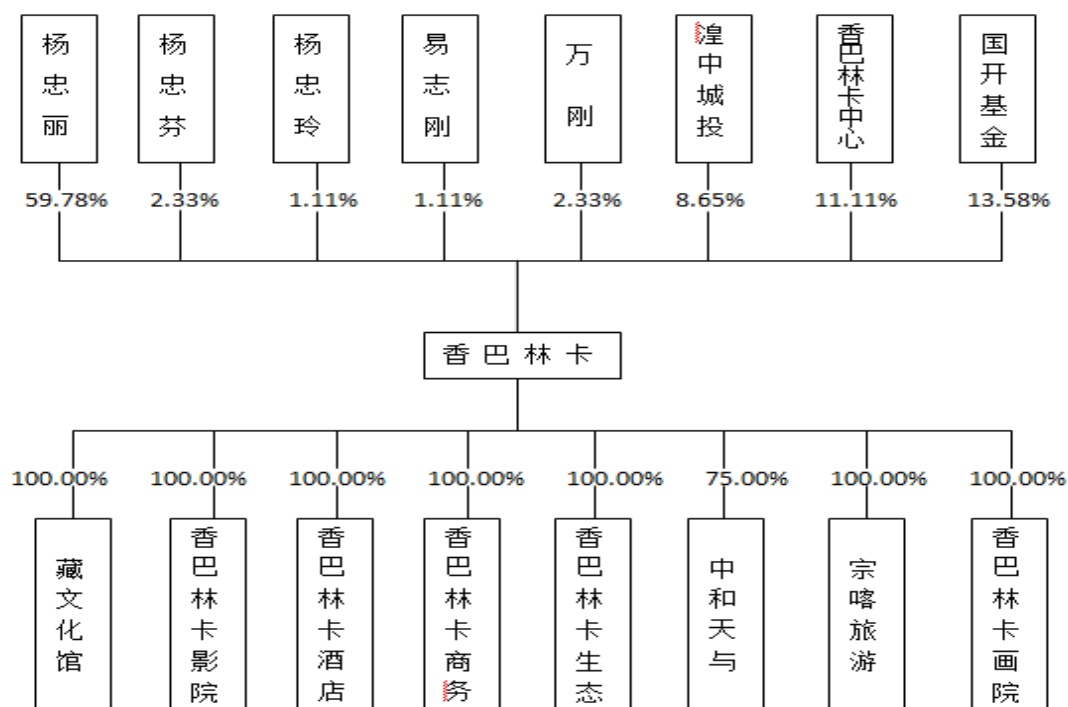 杨忠丽
杨忠芬
杨忠玲
易志刚
万刚
湟中城投
香巴林卡中心
国开基金
59.78%
2.33%
1.11%
1.11%
2.33%
8.65%
11.11%
13.58%
香巴林卡
100.00%
100.00%
100.00%
100.00%
100.00%
75.00%
100.00%
100.00%
藏文化馆
香巴林卡影院
香巴林卡酒店
香巴林卡商务
香巴林卡生态
中和天与
宗喀旅游
香巴林卡画院